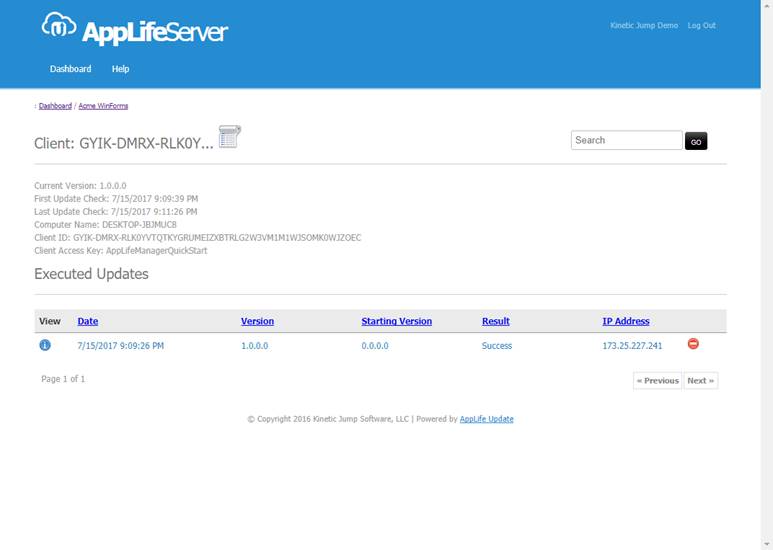 AppLifeServer
Kinetic Jump Demo Log Out
Dashboard Help
: Dashboard / Acme WinForms
Client: GYIK-DMRX-RLK0Y...
Search GO
Current Version: 1.0.0.0
First Update Check: 7/15/2017 9:09:39 PM
Last Update Check: 7/15/2017 9:11:26 PM
Computer Name: DESKTOP-JBJMUC8
Client ID: GYIK-DMRX-RLK0YVTQTKYGRUMEIZXBTRLG2W3VM1M1WJSOMK0WJZOEC
Client Access Key: AppLifeManagerQuickStart
Executed Updates
View Date Version Starting Version Result IP Address
7/15/2017 9:09:26 PM 1.0.0.0 0.0.0.0 Success 173.25.227.241
Page 1 of 1 « Previous Next »
© Copyright 2016 Kinetic Jump Software, LLC | Powered by AppLife Update